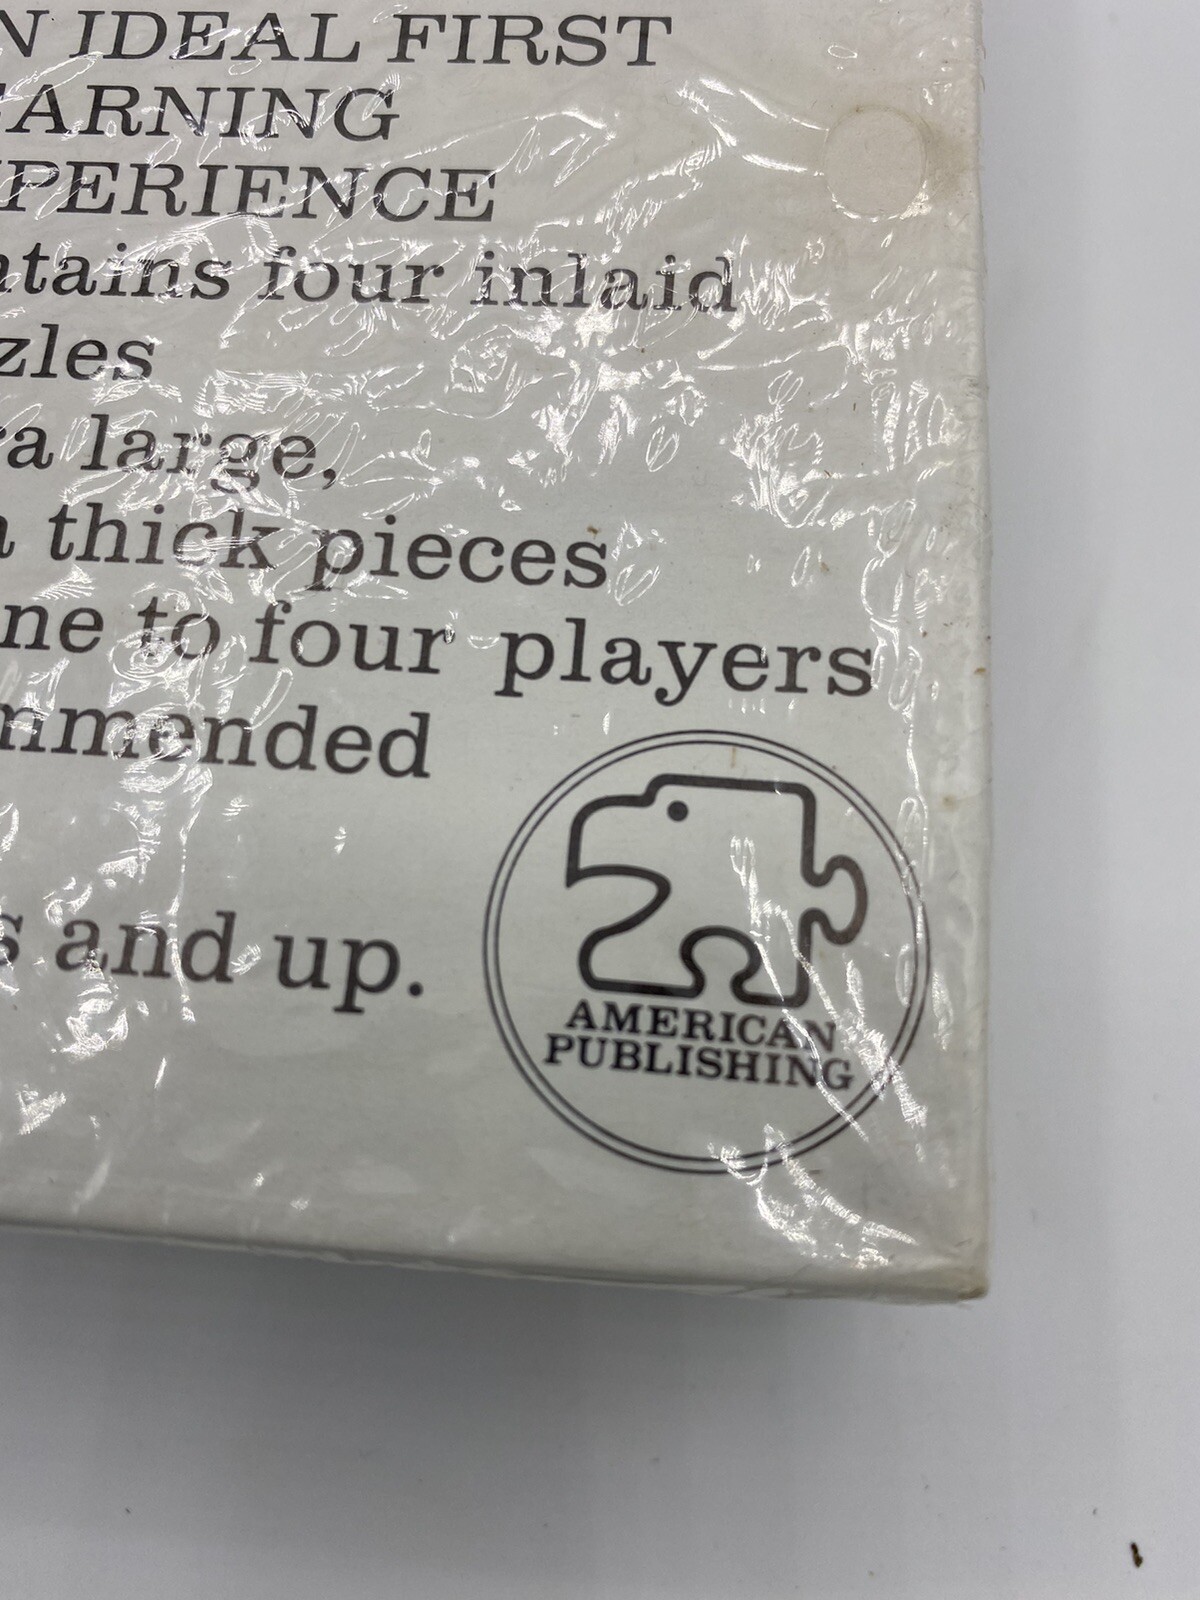 N IDEAL FIRST
EARNING
XPERIENCE
ntains four inlaid
zles
ra large,
a thick pieces
ne to four players
mmended
s and up.
AMERICAN
PUBLISHING